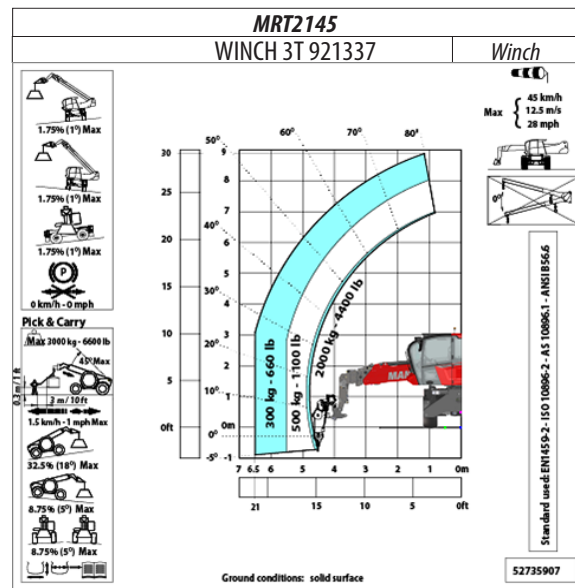 MRT2145
WINCH 3T 921337
Winch
1.75% (1°) Max
1.75% (1°) Max
1.75% (1°) Max
P
0 km/h - 0 mph
Pick & Carry
Max 3000 kg - 6600 lb
45° Max
0.3 m / 1 ft
3 m / 10 ft
1.5 km/h - 1 mph Max
32.5% (18°) Max
8.75% (5°) Max
8.75% (5°) Max
50°
60°
70°
80°
40°
30°
20°
10°
0°
-5°
30
25
20
15
10
5
0ft
9
8
7
6
5
4
3
2
1
0m
-1
300 kg - 660 lb
500 kg - 1100 lb
2000 kg - 4400 lb
MAN
7 6.5 6 5 4 3 2 1 0m
21 15 10 5 0ft
Ground conditions: solid surface
Max
45 km/h
12.5 m/s
28 mph
0°
Standard used: EN1459-2 - ISO 10896-2 - AS 10896.1 - ANSI B56.6
52735907